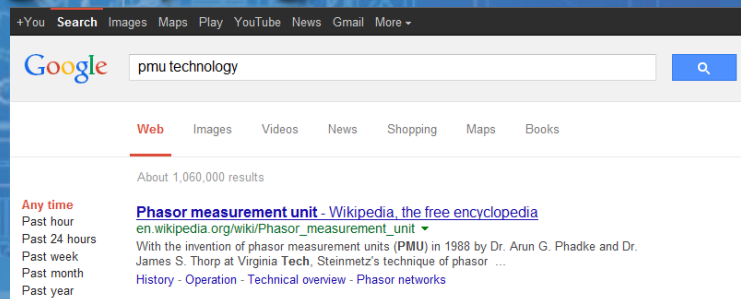 +You Search Images Maps Play YouTube News Gmail More
Google pmu technology
Web Images Videos News Shopping Maps Books
About 1,060,000 results
Any time
Past hour
Past 24 hours
Past week
Past month
Past year
Phasor measurement unit - Wikipedia, the free encyclopedia
en.wikipedia.org/wiki/Phasor_measurement_unit
With the invention of phasor measurement units (PMU) in 1988 by Dr. Arun G. Phadke and Dr.
James S. Thorp at Virginia Tech, Steinmetz's technique of phasor ...
History - Operation - Technical overview - Phasor networks